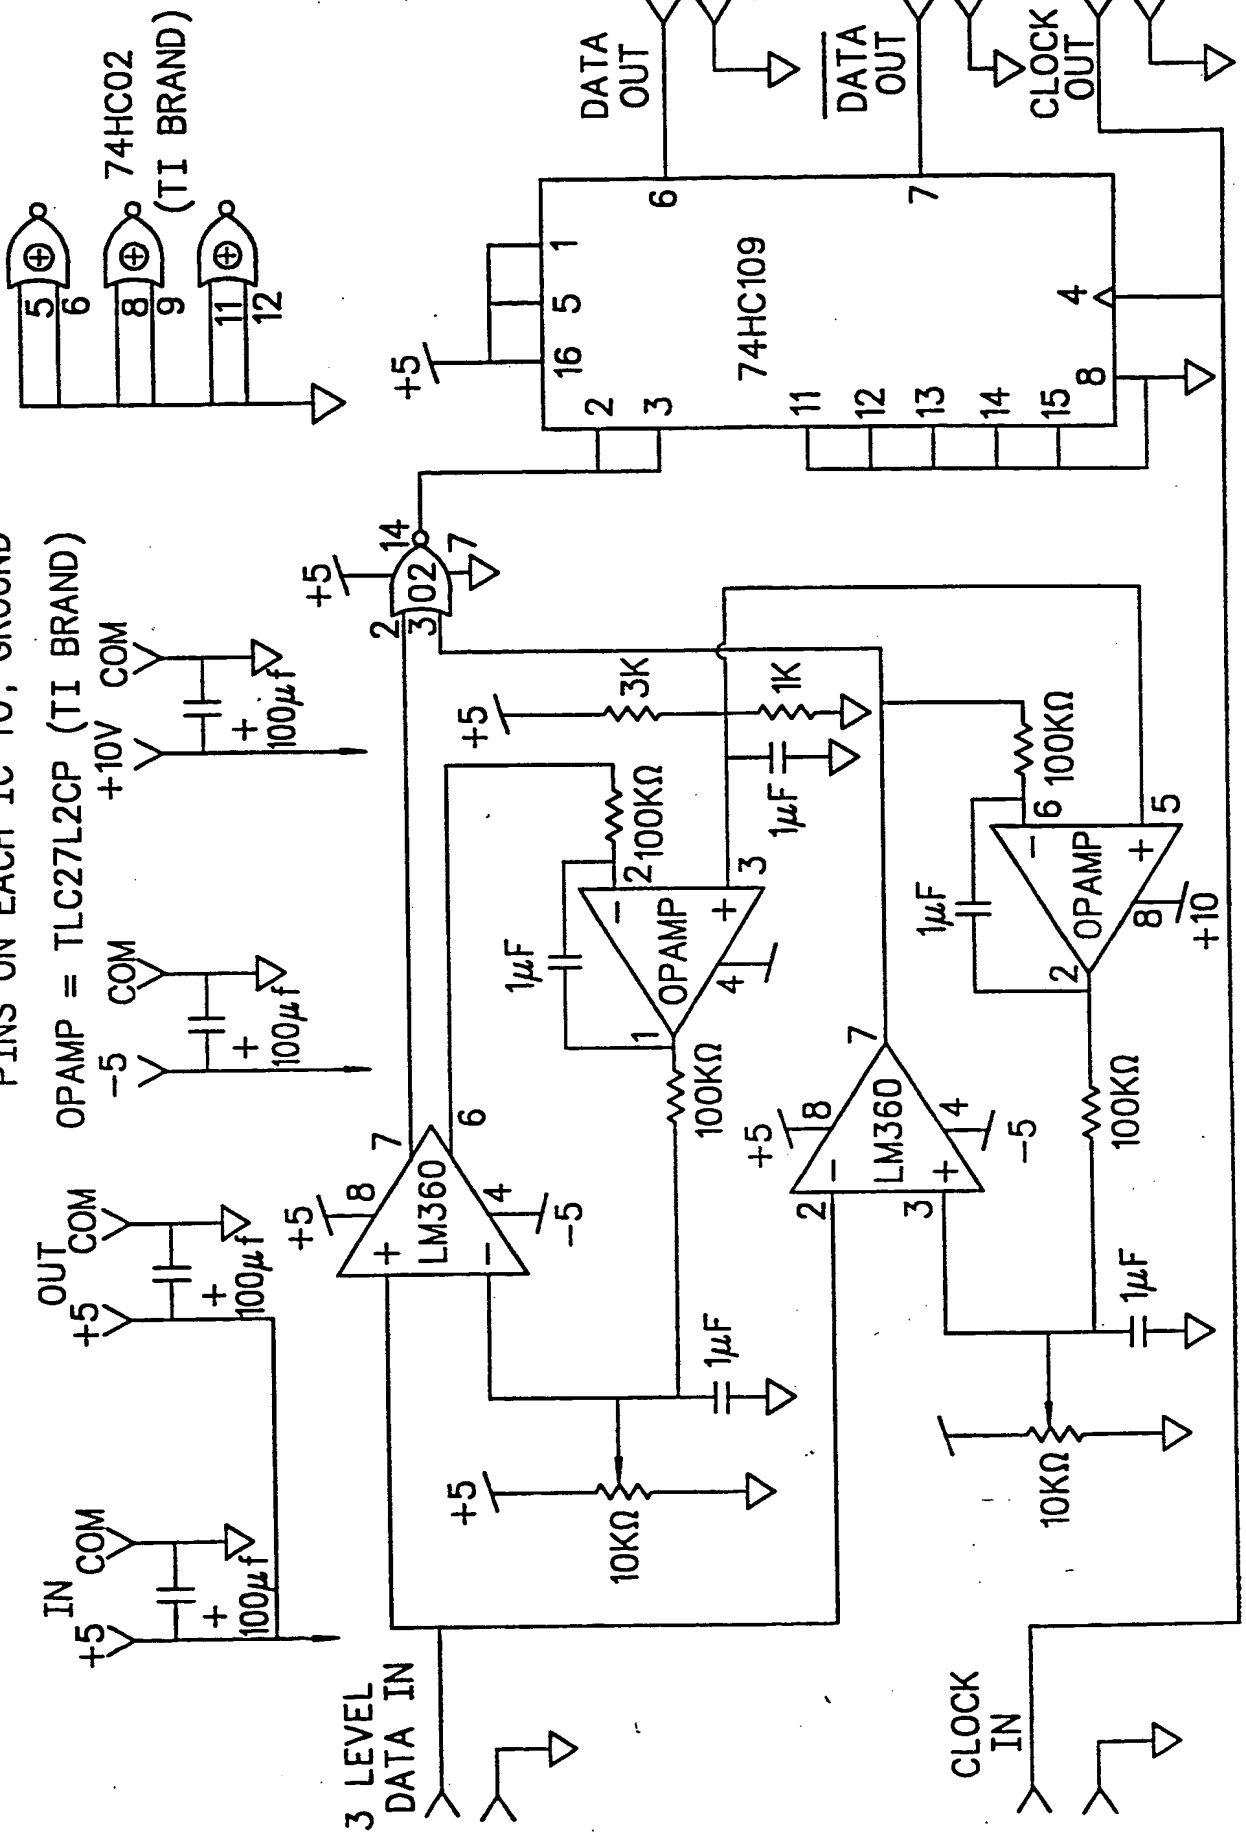 PINS ON EACH IC TO, GROUND
OPAMP = TLC27L2CP (TI BRAND)
IN
+5
COM
+
100µf
OUT
+5
COM
+
100µf
-5
COM
+
100µf
+10V
COM
+
100µf
5
6
8
9
11
12
74HC02
(TI BRAND)
3 LEVEL
DATA IN
+5
8
+
LM360
-
7
6
4
-5
+5
10KΩ
1µF
100KΩ
1µF
1
-
2
OPAMP
+
3
4
100KΩ
+5
3K
1K
1µF
+5
2
3
02
14
7
+5
8
2
-
LM360
3
+
7
4
-5
10KΩ
1µF
100KΩ
1µF
2
-
6
OPAMP
+
5
8
+10
100KΩ
+5
16
5
1
2
3
74HC109
11
12
13
14
15
8
4
6
7
DATA
OUT
DATA
OUT
CLOCK
OUT
CLOCK
IN